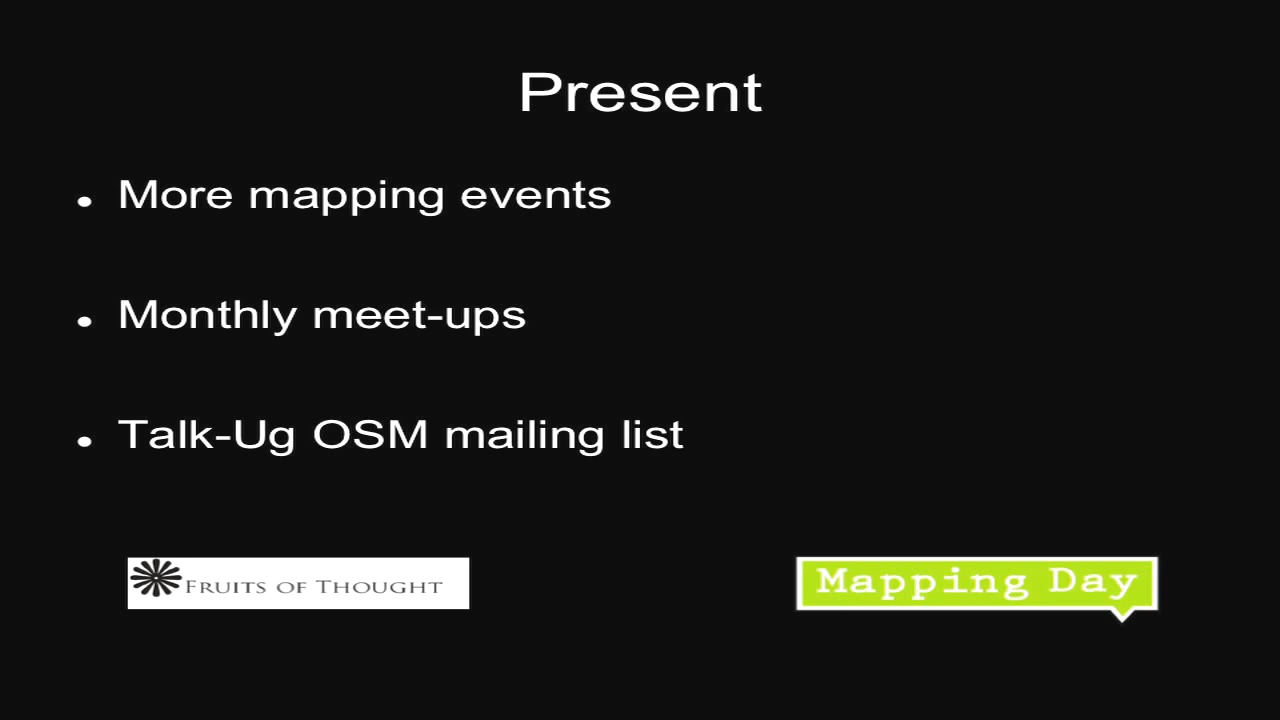 Present
• More mapping events
• Monthly meet-ups
• Talk-Ug OSM mailing list
FRUITS OF THOUGHT
Mapping Day